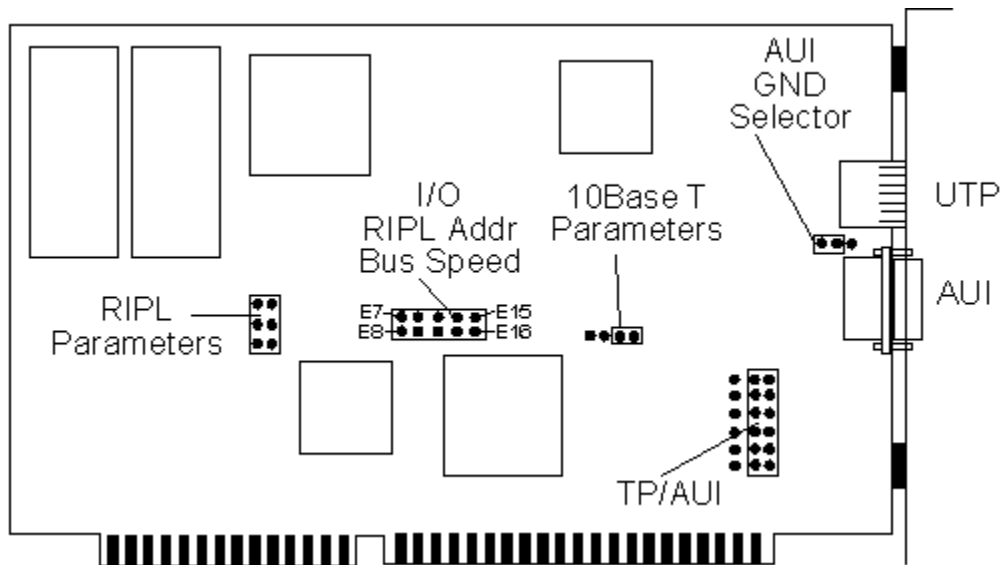 AUI
GND
Selector
UTP
I/O
RIPL Addr
Bus Speed
10Base T
Parameters
AUI
RIPL
Parameters
E7
E15
E8
E16
TP/AUI